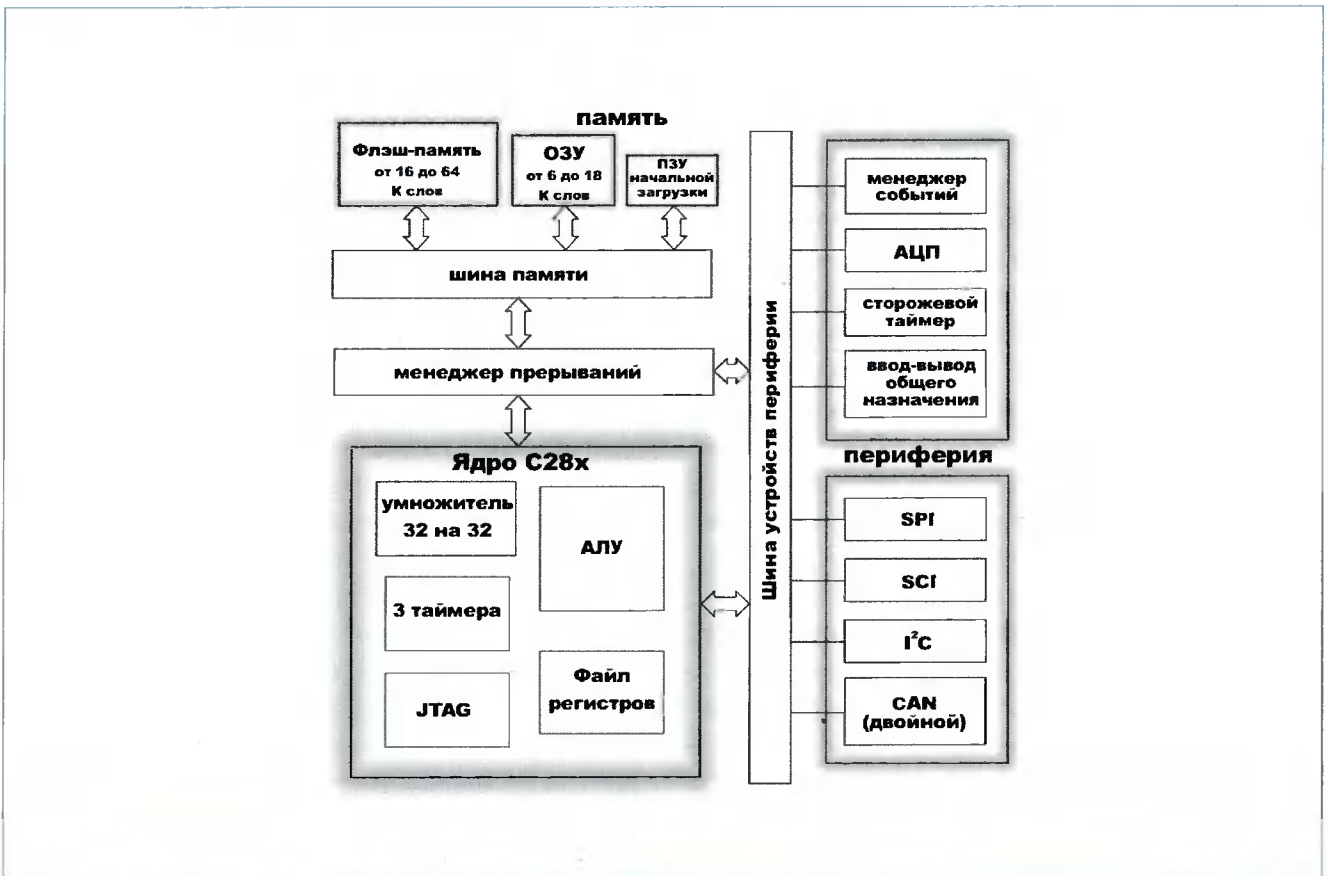 память
Флэш-память
от 16 до 64
К слов
ОЗУ
от 6 до 18
К слов
ПЗУ
начальной
загрузки
шина памяти
менеджер прерываний
Ядро C28x
умножитель
32 на 32
АЛУ
3 таймера
Файл
регистров
JTAG
Шина устройств периферии
менеджер
событий
АЦП
сторожевой
таймер
ввод-вывод
общего
назначения
периферия
SPI
SCI
I²C
CAN
(двойной)